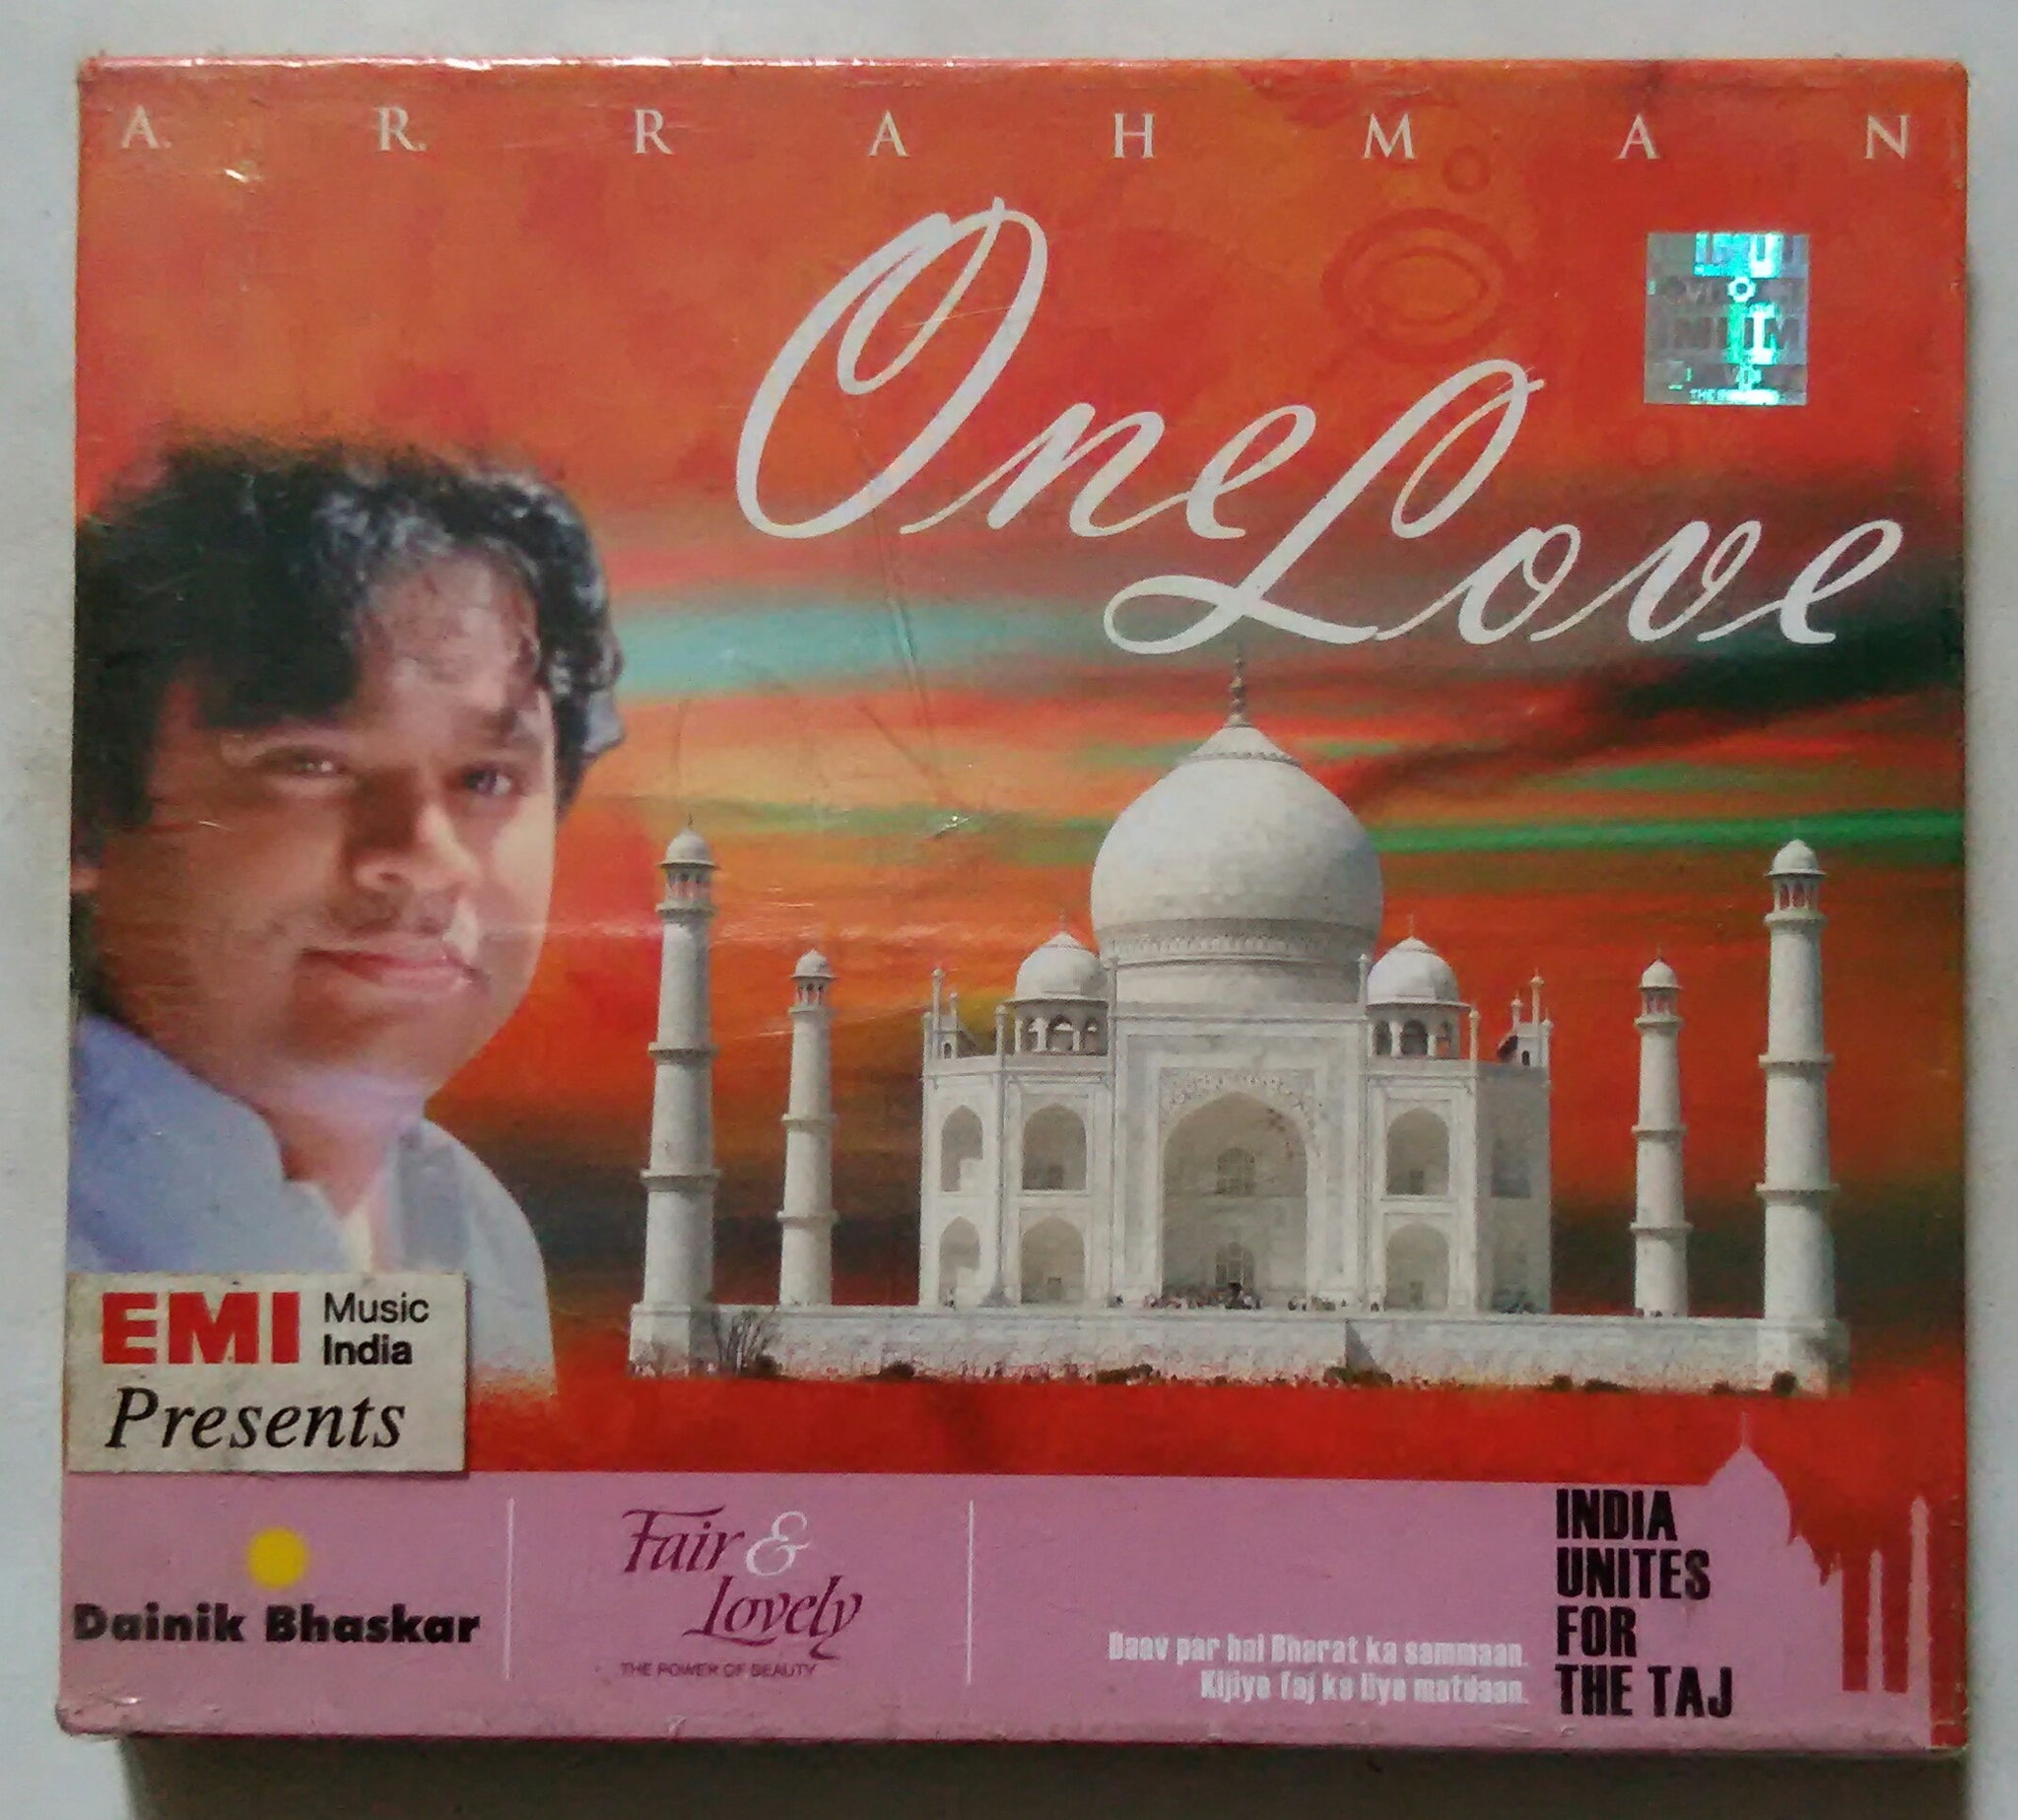 A. R. R A H M A N
One Love
EMI Music
India
Presents
Dainik Bhaskar
Fair &
Lovely
THE POWER OF BEAUTY
Daav par hai Bharat ka sammaan.
Kijiye Taj ke liye matdaan.
INDIA
UNITES
FOR
THE TAJ